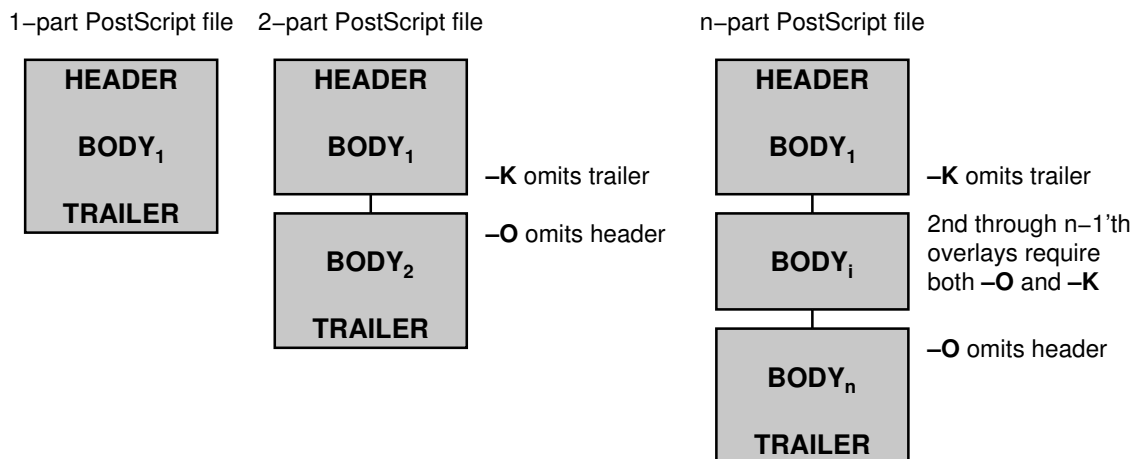 1−part PostScript file
HEADER
BODY₁
TRAILER
2−part PostScript file
HEADER
BODY₁
−K omits trailer
−O omits header
BODY₂
TRAILER
n−part PostScript file
HEADER
BODY₁
−K omits trailer
BODYᵢ
2nd through n−1'th
overlays require
both −O and −K
−O omits header
BODYₙ
TRAILER